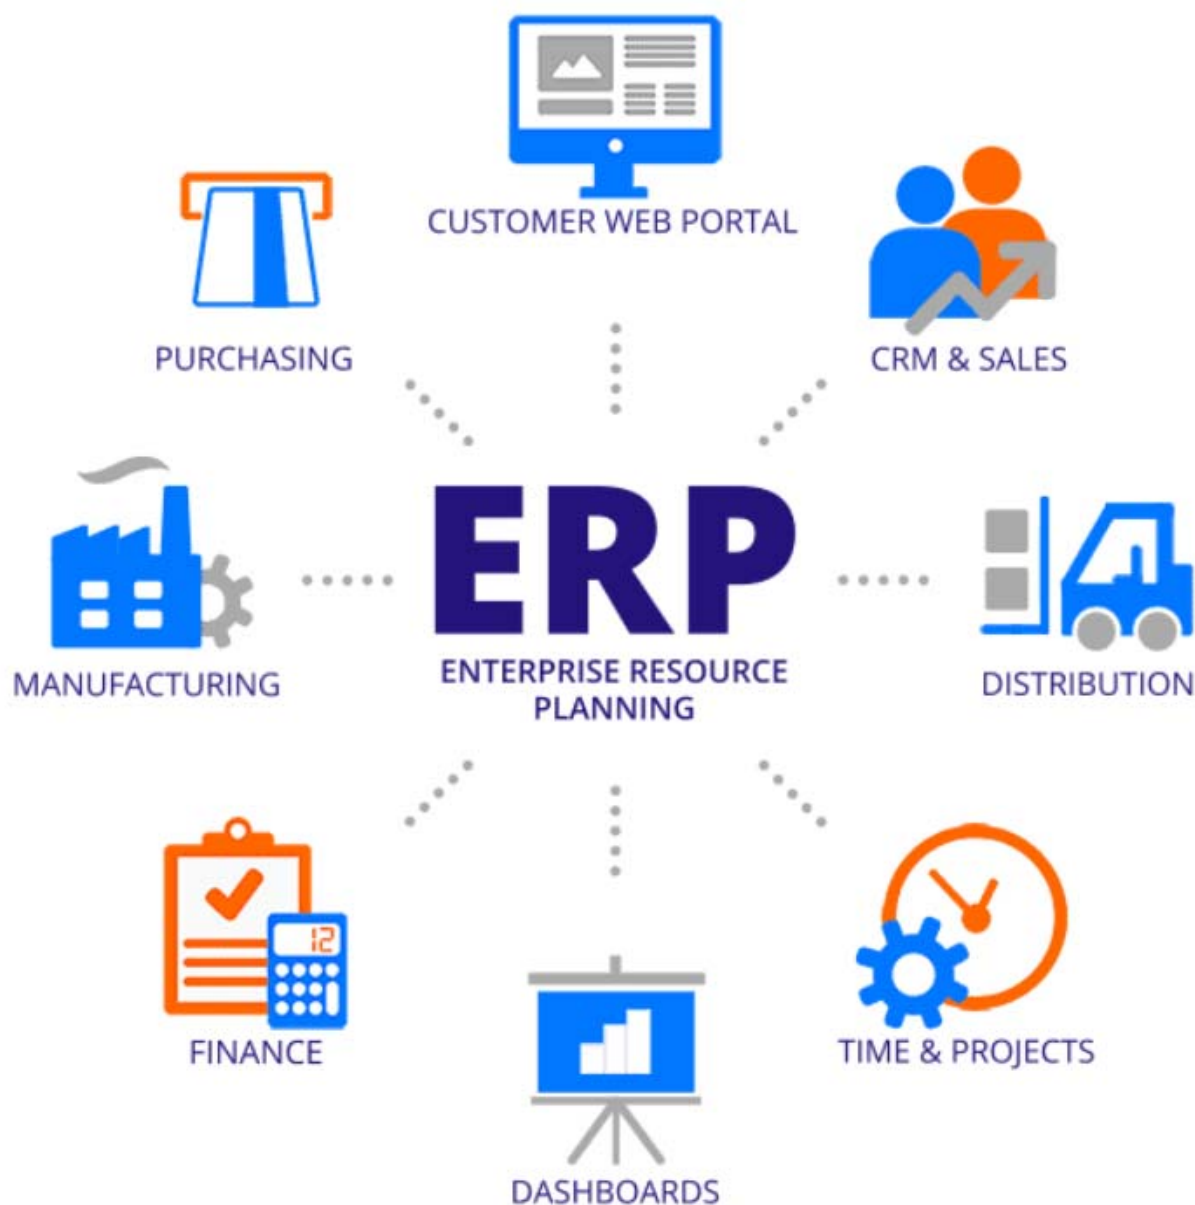 CUSTOMER WEB PORTAL
PURCHASING
CRM & SALES
ERP
ENTERPRISE RESOURCE
PLANNING
MANUFACTURING
DISTRIBUTION
12
FINANCE
TIME & PROJECTS
DASHBOARDS